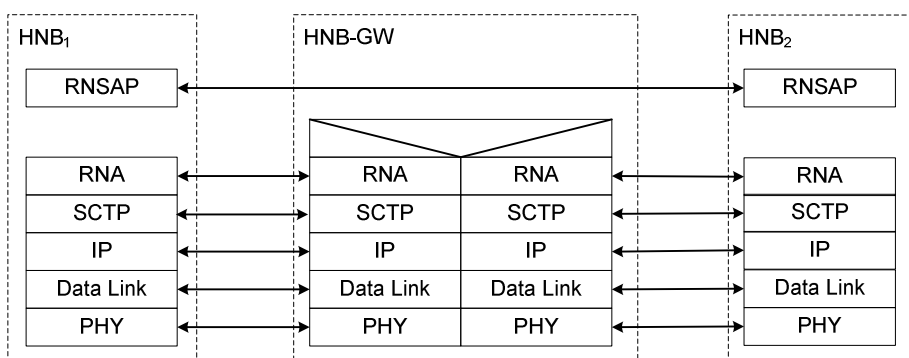 HNB₁ HNB-GW HNB₂
RNSAP RNSAP
RNA RNA RNA RNA
SCTP SCTP SCTP SCTP
IP IP IP IP
Data Link Data Link Data Link Data Link
PHY PHY PHY PHY